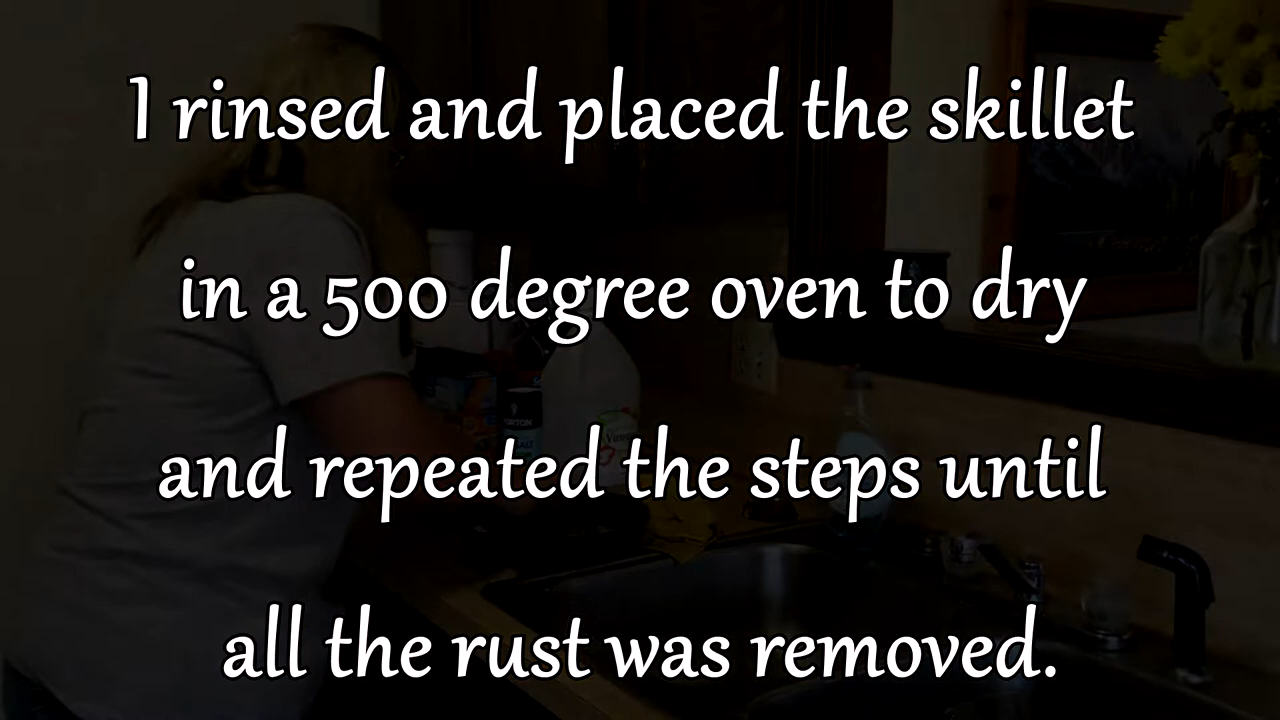 I rinsed and placed the skillet
in a 500 degree oven to dry
and repeated the steps until
all the rust was removed.